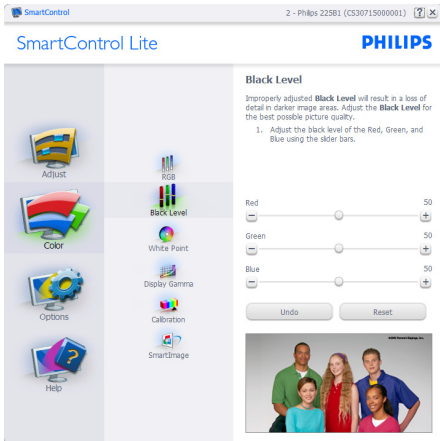 SmartControl
2 - Philips 225B1 (CS30715000001)
SmartControl Lite
PHILIPS
Adjust
Color
Options
Help
RGB
Black Level
White Point
Display Gamma
Calibration
SmartImage
Black Level
Improperly adjusted Black Level will result in a loss of
detail in darker image areas. Adjust the Black Level for
the best possible picture quality.
1. Adjust the black level of the Red, Green, and
Blue using the slider bars.
Red 50
Green 50
Blue 50
Undo
Reset